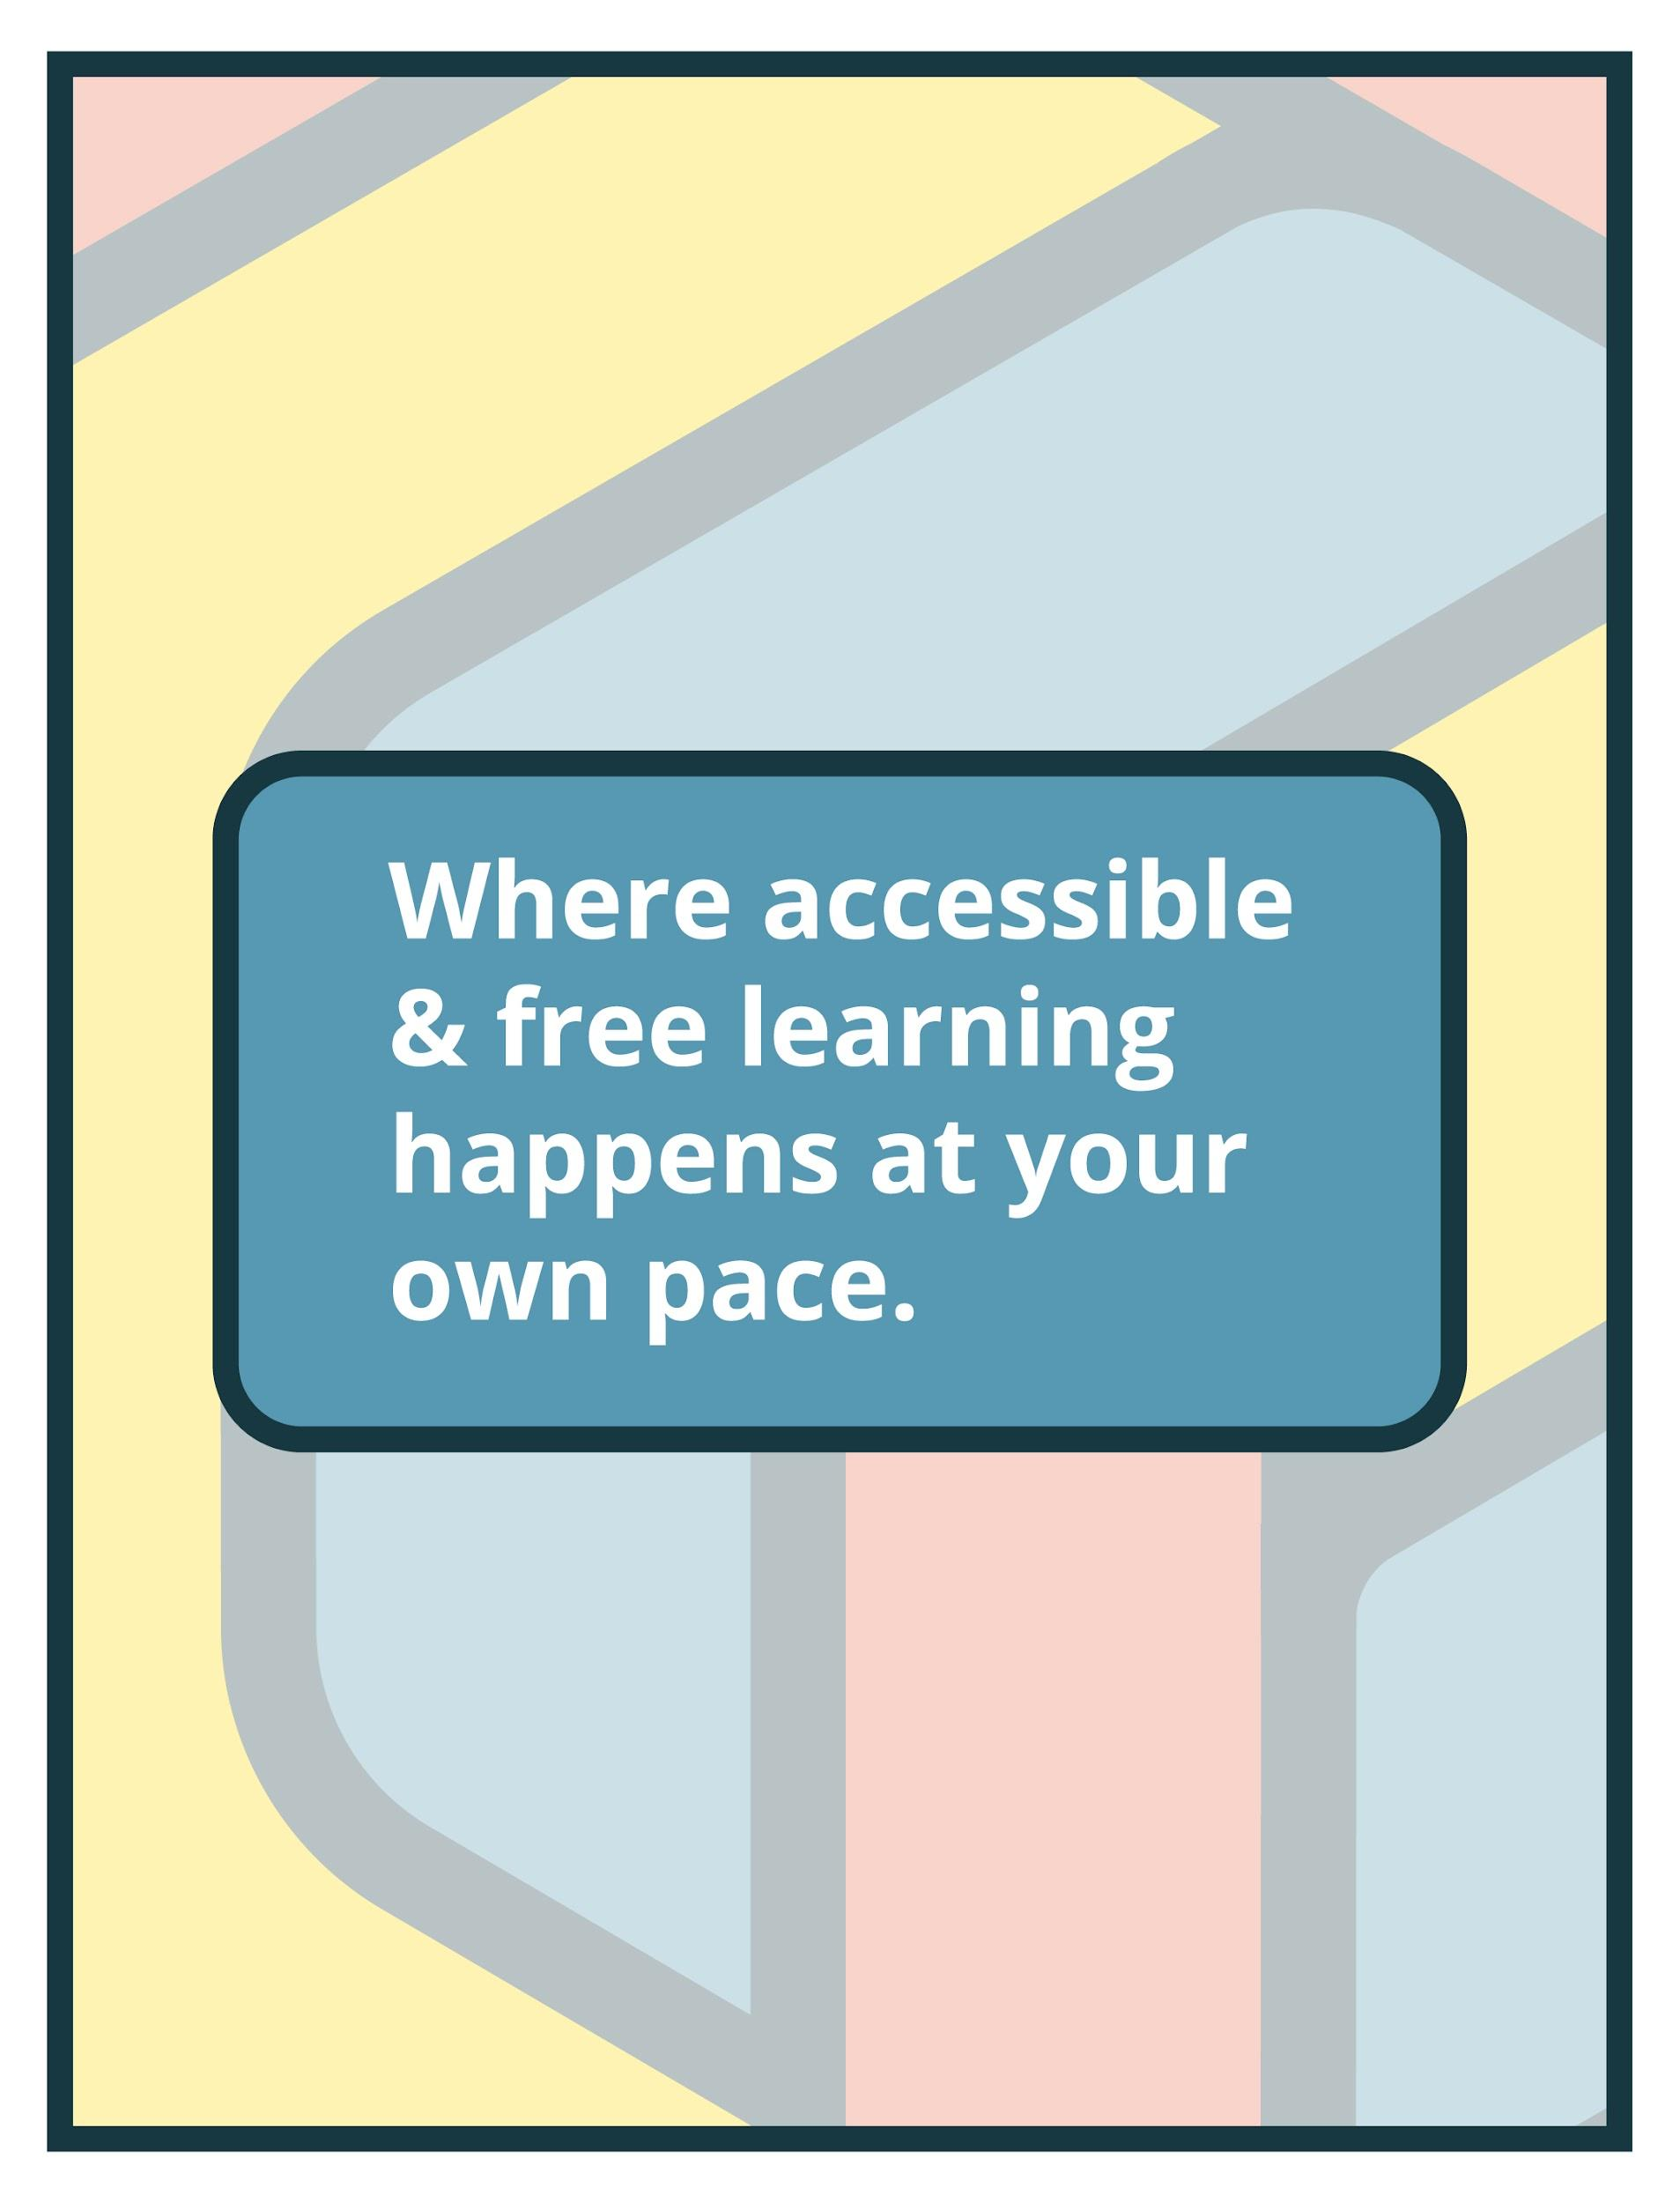 Where accessible
& free learning
happens at your
own pace.